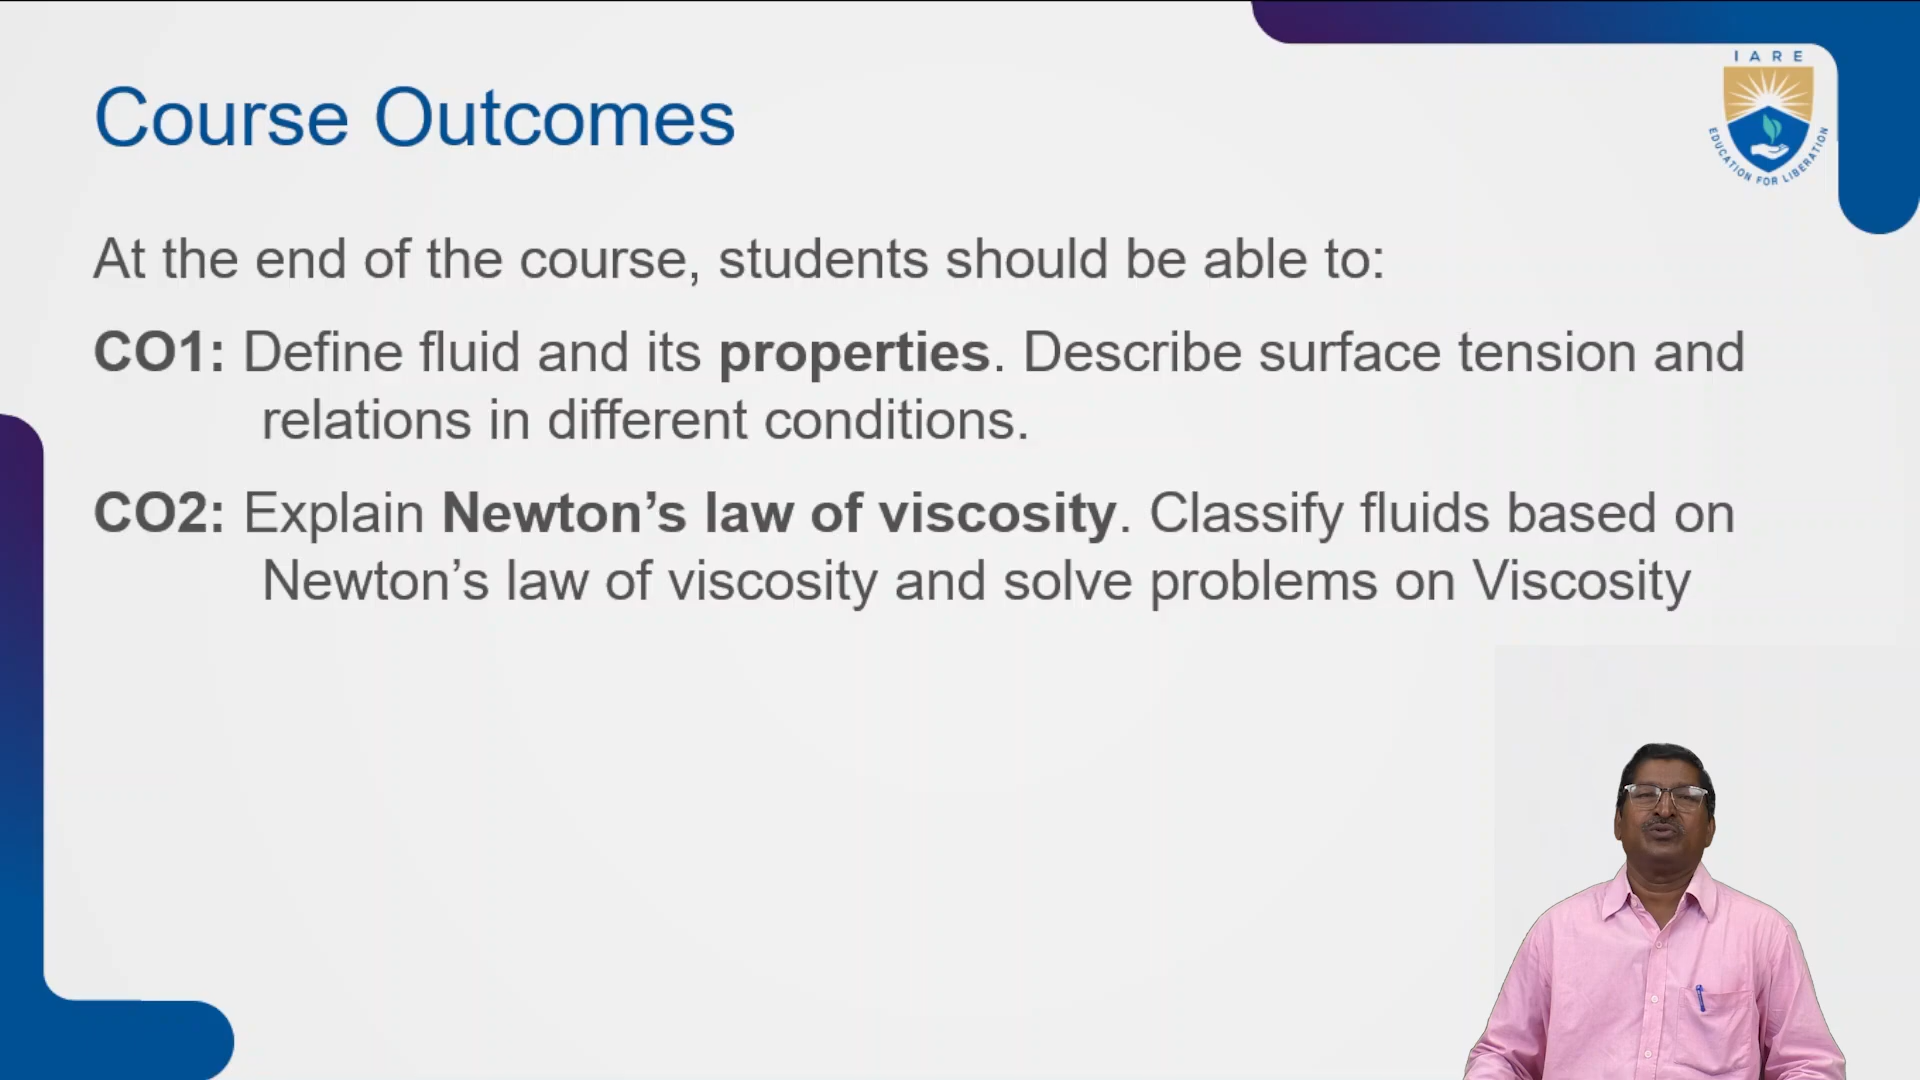 IARE
Course Outcomes
EDUCATION FOR LIBERATION
At the end of the course, students should be able to:
CO1: Define fluid and its properties. Describe surface tension and
relations in different conditions.
CO2: Explain Newton’s law of viscosity. Classify fluids based on
Newton’s law of viscosity and solve problems on Viscosity